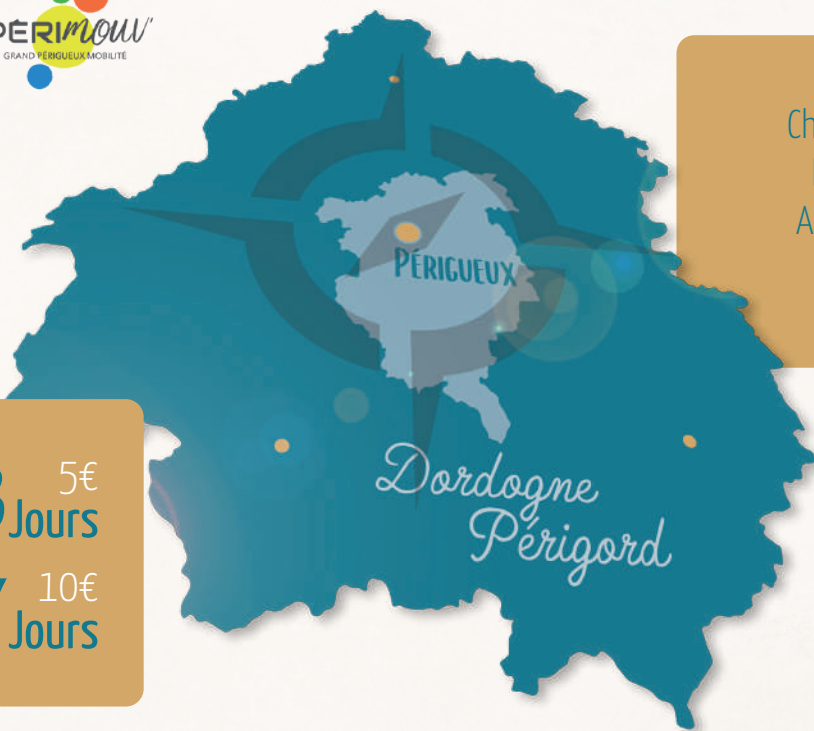 PÉRIMOUV'
GRAND PÉRIGUEUX MOBILITÉ
Ch
A
PÉRIGUEUX
Dordogne
Périgord
5€
Jours
10€
Jours